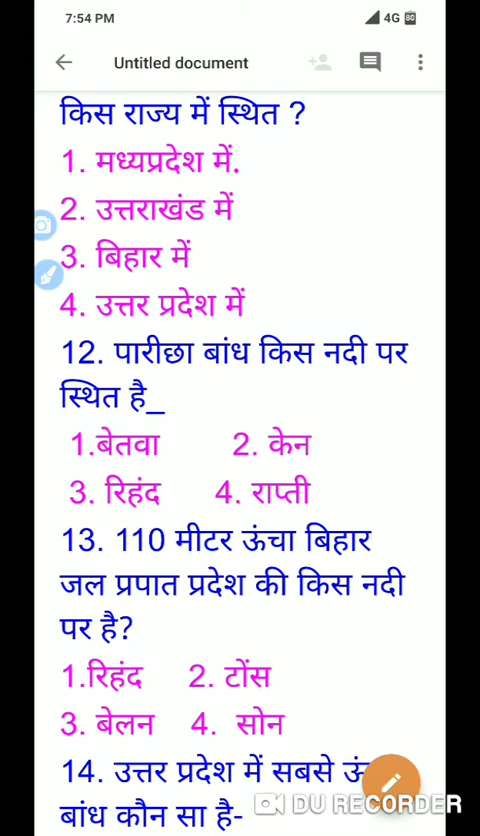 7:54 PM 4G 80
Untitled document
किस राज्य में स्थित ?
1. मध्यप्रदेश में.
2. उत्तराखंड में
3. बिहार में
4. उत्तर प्रदेश में
12. पारीछा बांध किस नदी पर
स्थित है_
1.बेतवा 2. केन
3. रिहंद 4. राप्ती
13. 110 मीटर ऊंचा बिहार
जल प्रपात प्रदेश की किस नदी
पर है?
1.रिहंद 2. टोंस
3. बेलन 4. सोन
14. उत्तर प्रदेश में सबसे
बांध कौन सा है-
DU RECORDER